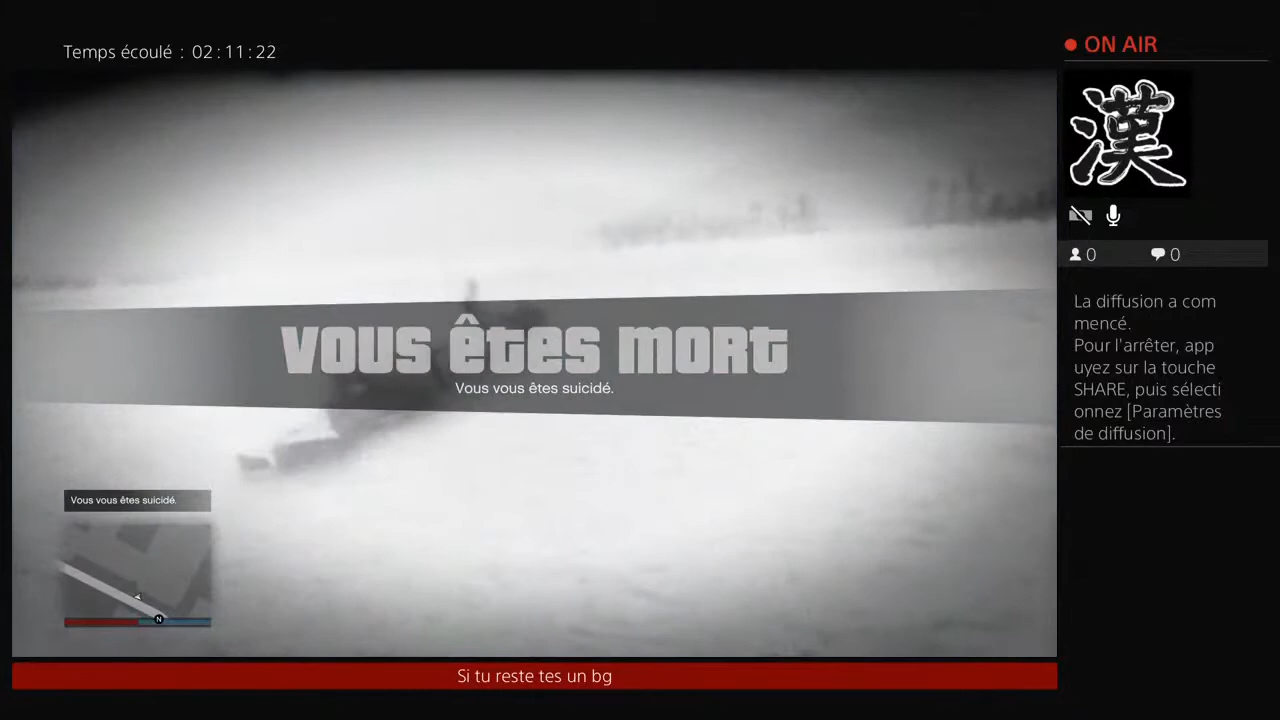 Temps écoulé : 02:11:22
ON AIR
漢
0
0
La diffusion a com
mencé.
Pour l'arrêter, app
uyez sur la touche
SHARE, puis sélecti
onnez [Paramètres
de diffusion].
vous êtes mort
Vous vous êtes suicidé.
Vous vous êtes suicidé.
N
Si tu reste tes un bg